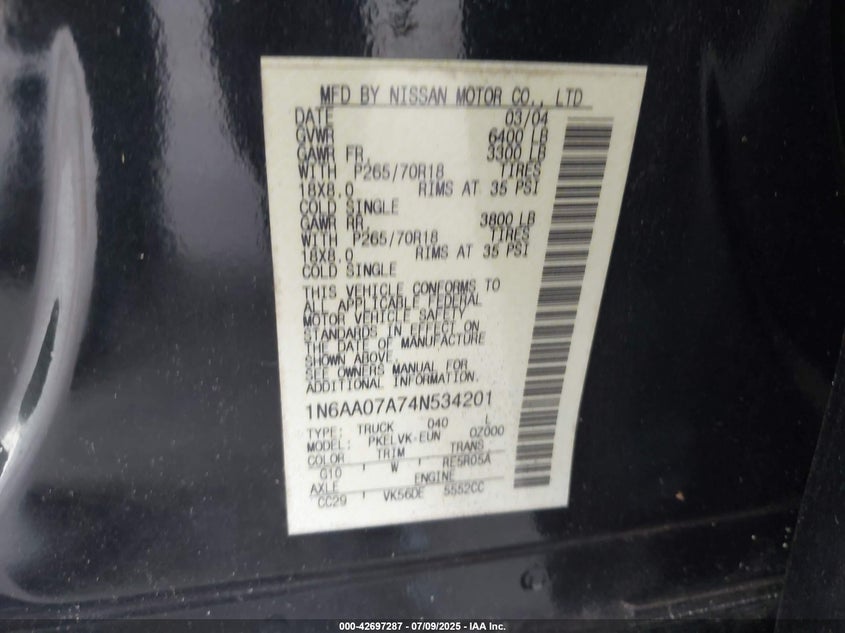 MFD BY NISSAN MOTOR CO., LTD
DATE 03/04
GVWR 6400 LB
GAWR FR. 3300 LB
WITH P265/70R18 TIRES
18X8.0 RIMS AT 35 PSI
COLD SINGLE
GAWR RR. 3800 LB
WITH P265/70R18 TIRES
18X8.0 RIMS AT 35 PSI
COLD SINGLE
THIS VEHICLE CONFORMS TO
ALL APPLICABLE FEDERAL
MOTOR VEHICLE SAFETY
STANDARDS IN EFFECT ON
THE DATE OF MANUFACTURE
SHOWN ABOVE.
SEE OWNERS MANUAL FOR
ADDITIONAL INFORMATION.
1N6AA07A74N534201
TYPE: TRUCK 040 L
MODEL: PKELVK-EUN 0Z000
COLOR TRIM TRANS
G10 W RE5R05A
AXLE ENGINE
CC29 VK56DE 5552CC
000-42697287 - 07/09/2025 - IAA Inc.